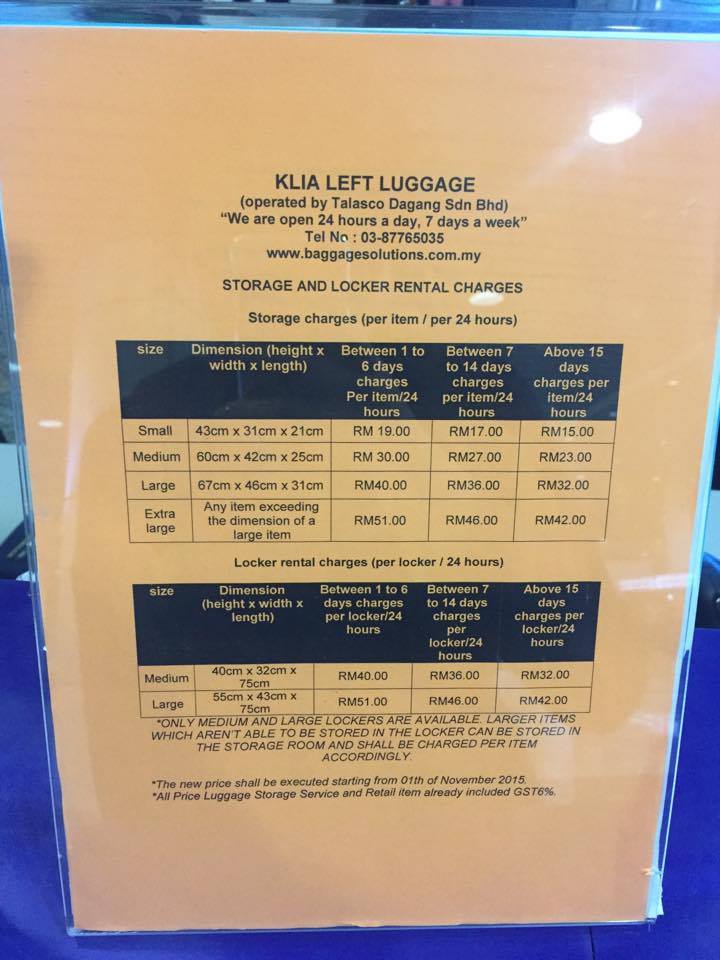 KLIA LEFT LUGGAGE
(operated by Talasco Dagang Sdn Bhd)
“We are open 24 hours a day, 7 days a week”
Tel No : 03-87765035
www.baggagesolutions.com.my
STORAGE AND LOCKER RENTAL CHARGES
Storage charges (per item / per 24 hours)
size Dimension (height x width x length) Between 1 to 6 days charges Per item/24 hours Between 7 to 14 days charges per item/24 hours Above 15 days charges per item/24 hours
Small 43cm x 31cm x 21cm RM 19.00 RM17.00 RM15.00
Medium 60cm x 42cm x 25cm RM 30.00 RM27.00 RM23.00
Large 67cm x 46cm x 31cm RM40.00 RM36.00 RM32.00
Extra large Any item exceeding the dimension of a large item RM51.00 RM46.00 RM42.00
Locker rental charges (per locker / 24 hours)
size Dimension (height x width x length) Between 1 to 6 days charges per locker/24 hours Between 7 to 14 days charges per locker/24 hours Above 15 days charges per locker/24 hours
Medium 40cm x 32cm x 75cm RM40.00 RM36.00 RM32.00
Large 55cm x 43cm x 75cm RM51.00 RM46.00 RM42.00
*ONLY MEDIUM AND LARGE LOCKERS ARE AVAILABLE. LARGER ITEMS
WHICH AREN'T ABLE TO BE STORED IN THE LOCKER CAN BE STORED IN
THE STORAGE ROOM AND SHALL BE CHARGED PER ITEM
ACCORDINGLY.
*The new price shall be executed starting from 01th of November 2015.
*All Price Luggage Storage Service and Retail item already included GST6%.